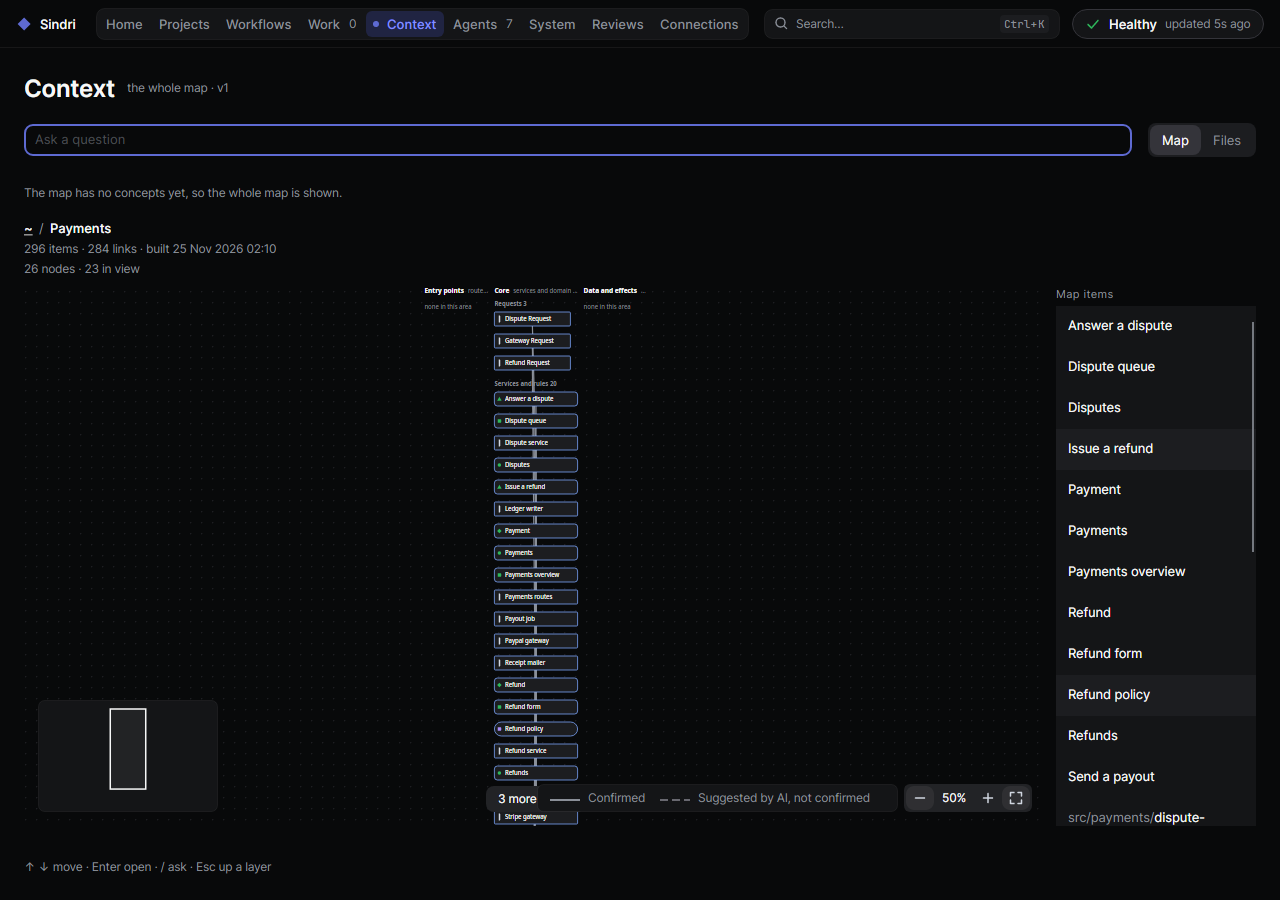 Sindri
Home Projects Workflows Work 0 Context Agents 7 System Reviews Connections
Search... Ctrl+K
Healthy updated 5s ago
Context the whole map · v1
Ask a question
Map Files
The map has no concepts yet, so the whole map is shown.
~ / Payments
296 items · 284 links · built 25 Nov 2026 02:10
26 nodes · 23 in view
Entry points route...
none in this area
Core services and domain ...
Requests 3
Dispute Request
Gateway Request
Refund Request
Services and rules 20
Answer a dispute
Dispute queue
Dispute service
Disputes
Issue a refund
Ledger writer
Payment
Payments
Payments overview
Payments routes
Payout job
Paypal gateway
Receipt mailer
Refund
Refund form
Refund policy
Refund service
Refunds
Stripe gateway
Data and effects ...
none in this area
3 more
Confirmed
Suggested by AI, not confirmed
50%
Map items
Answer a dispute
Dispute queue
Disputes
Issue a refund
Payment
Payments
Payments overview
Refund
Refund form
Refund policy
Refunds
Send a payout
src/payments/dispute-
↑ ↓ move · Enter open · / ask · Esc up a layer